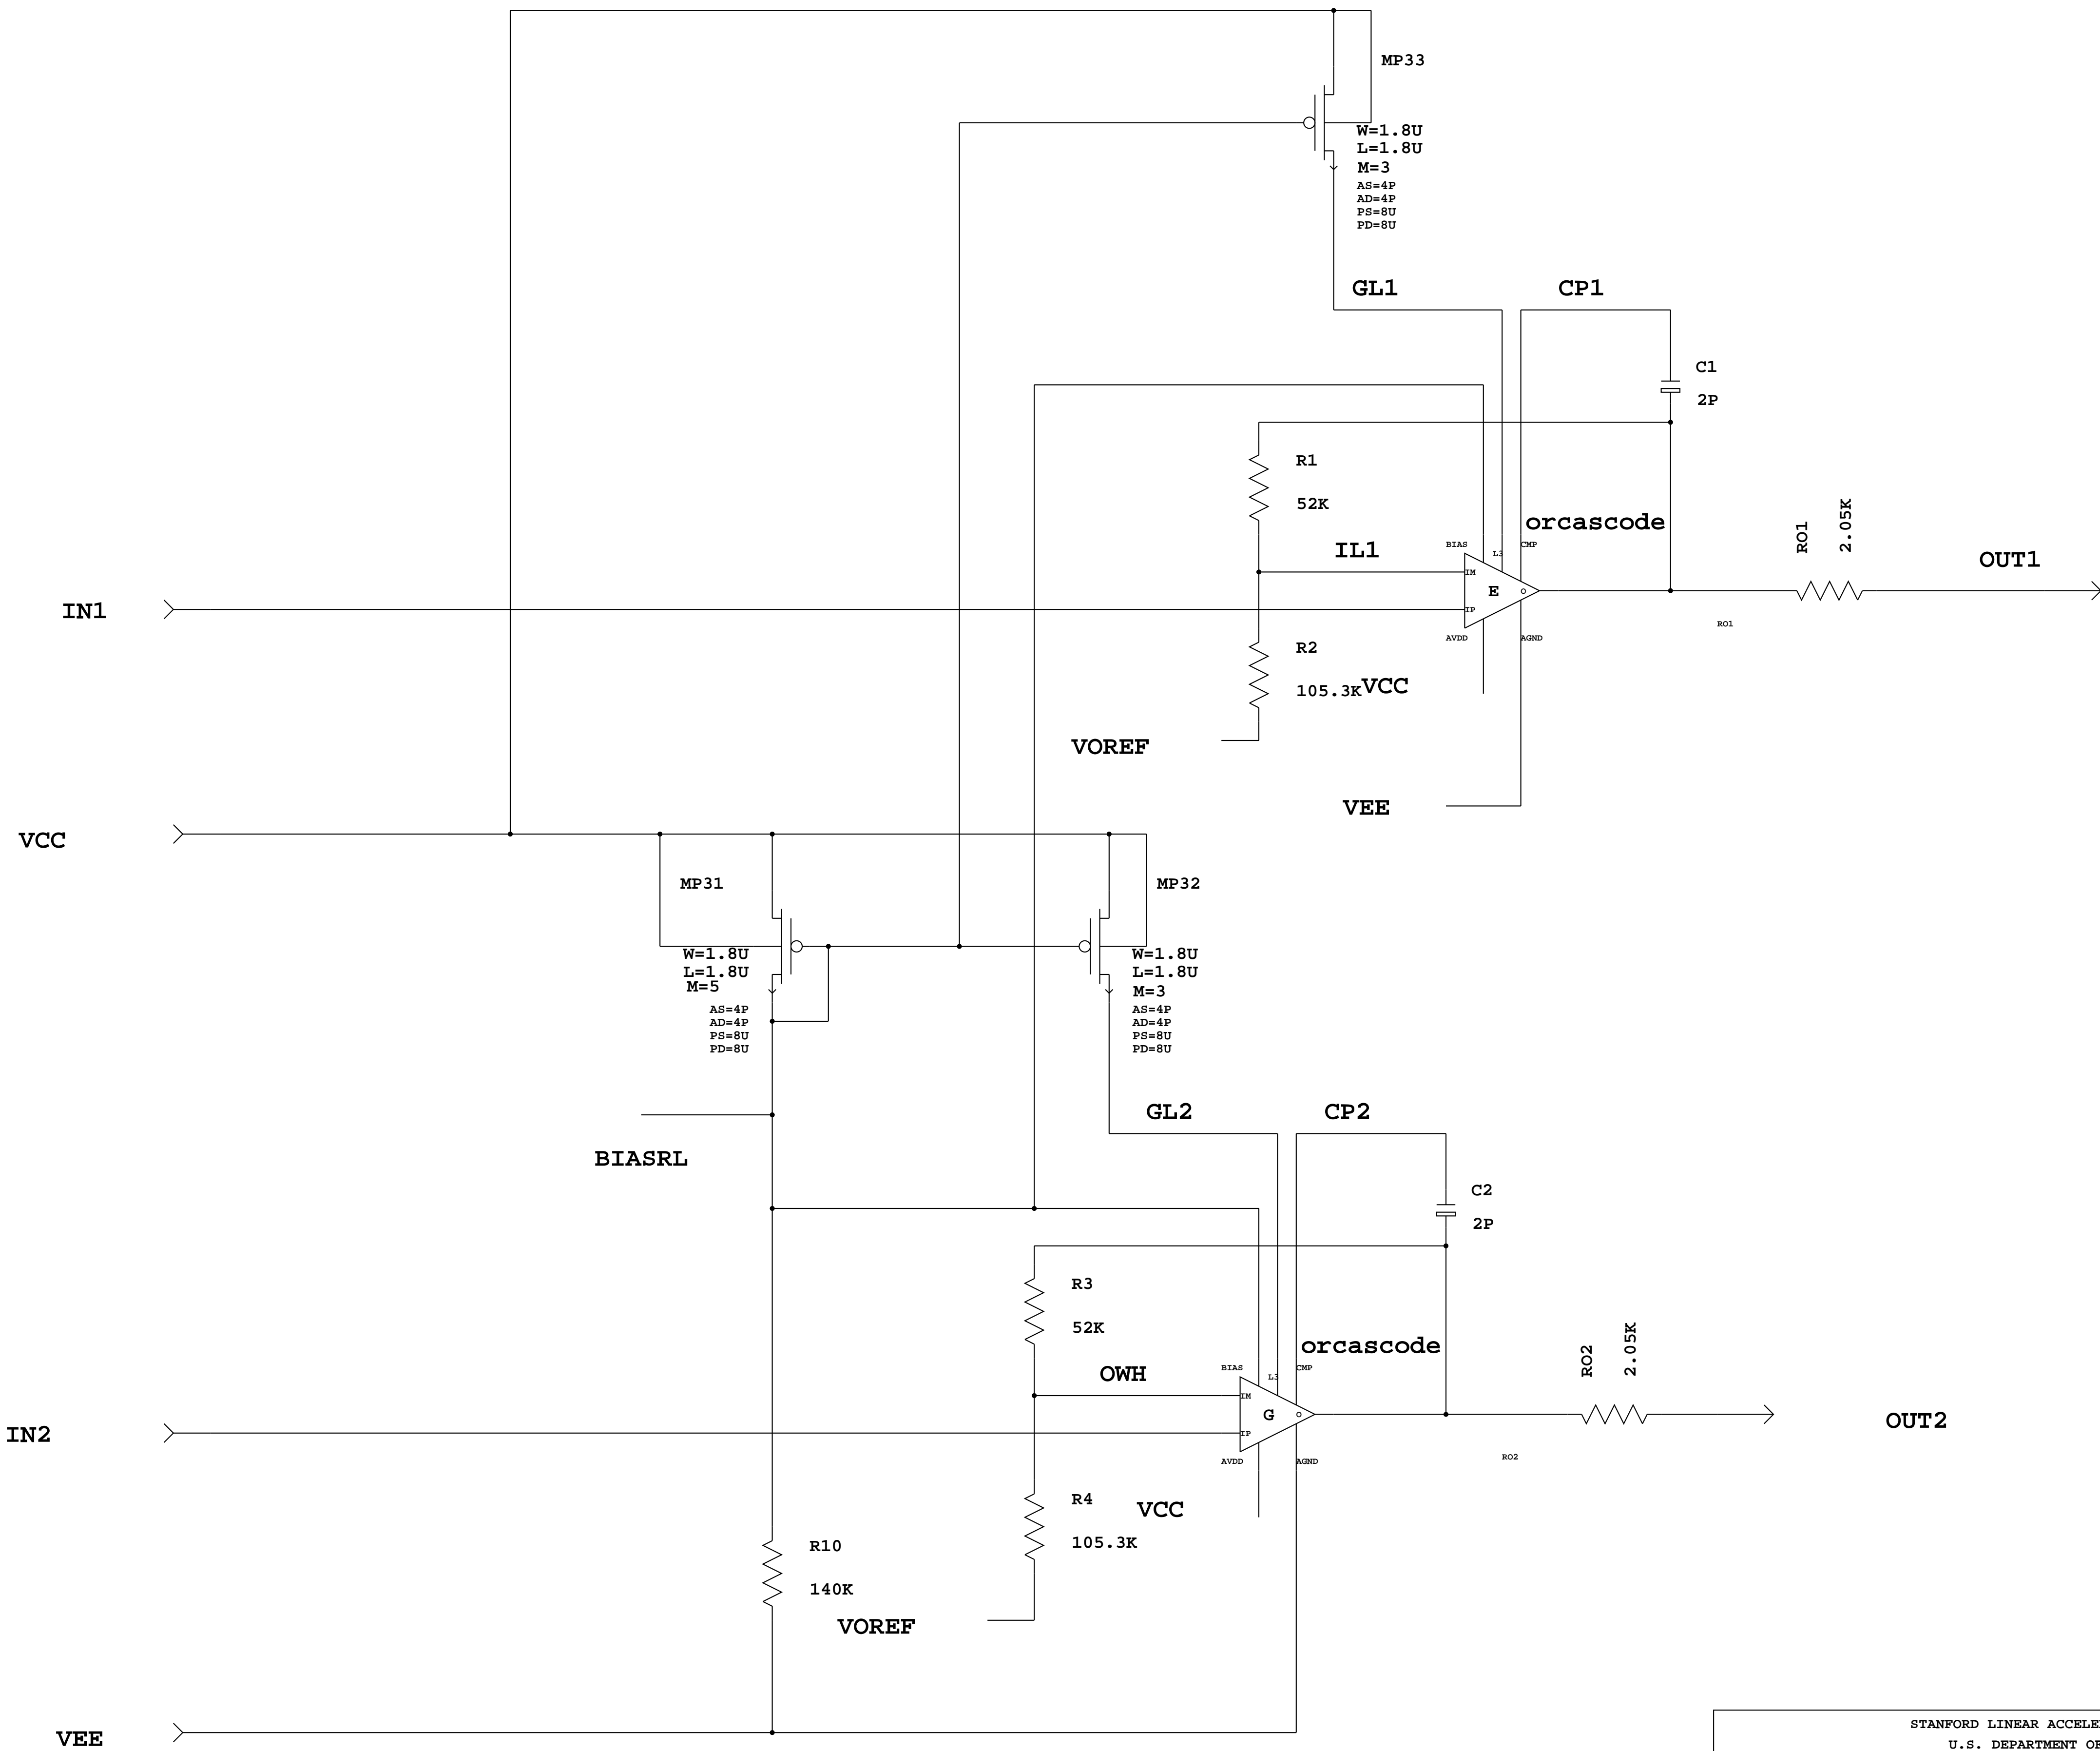 MP33
W=1.8U
L=1.8U
M=3
AS=4P
AD=4P
PS=8U
PD=8U
GL1
CP1
C1
2P
R1
52K
orcascode
RO1
2.05K
BIAS
L3
CMP
IL1
IM
E
O
OUT1
IN1
IP
RO1
AVDD
AGND
R2
105.3K
VCC
VOREF
VEE
VCC
MP31
MP32
W=1.8U
L=1.8U
M=5
AS=4P
AD=4P
PS=8U
PD=8U
W=1.8U
L=1.8U
M=3
AS=4P
AD=4P
PS=8U
PD=8U
GL2
CP2
BIASRL
C2
2P
R3
52K
orcascode
RO2
2.05K
BIAS
L3
CMP
OWH
IM
G
O
OUT2
IN2
IP
RO2
AVDD
AGND
R4
105.3K
VCC
R10
140K
VOREF
VEE
STANFORD LINEAR
U.S. DEPARTMENT